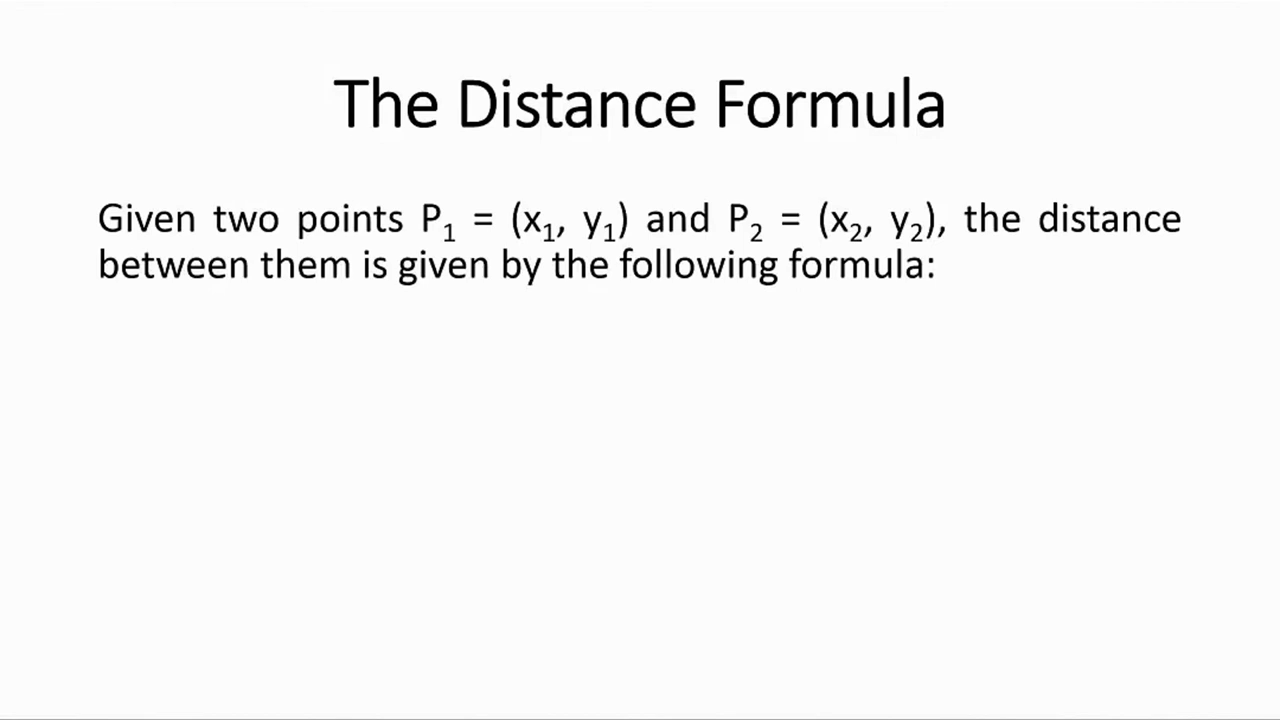 The Distance Formula
Given two points P₁ = (x₁, y₁) and P₂ = (x₂, y₂), the distance
between them is given by the following formula: